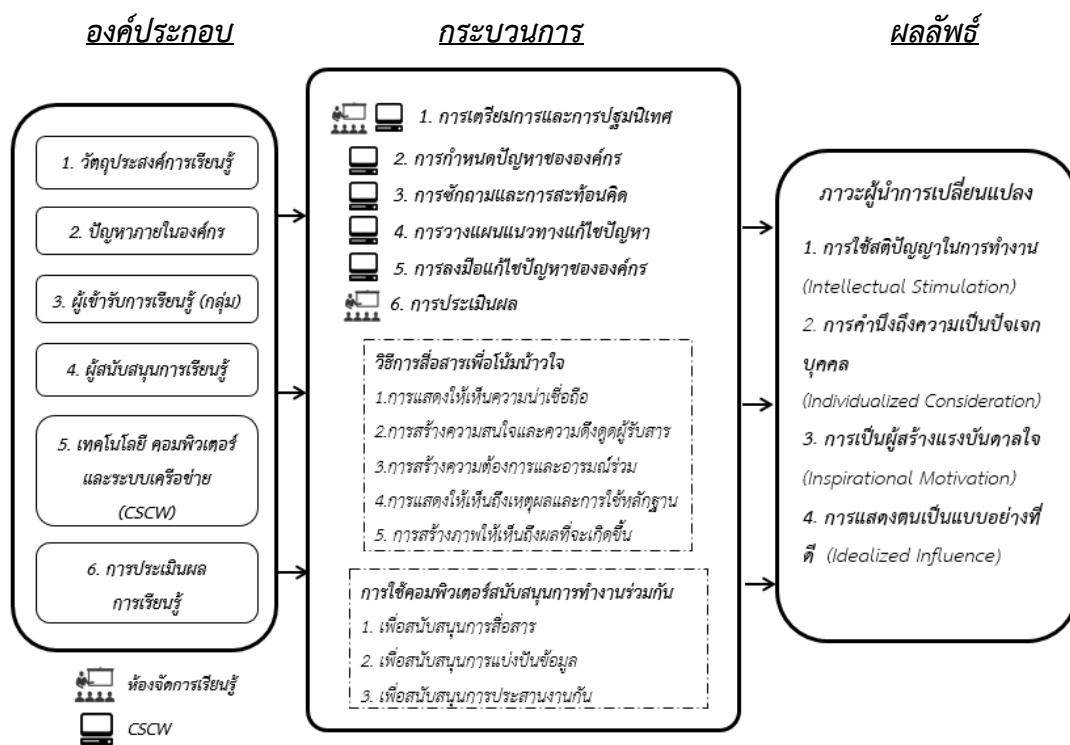 องค์ประกอบ
กระบวนการ
ผลลัพธ์
1. วัตถุประสงค์การเรียนรู้
2. ปัญหาภายในองค์กร
3. ผู้เข้ารับการเรียนรู้ (กลุ่ม)
4. ผู้สนับสนุนการเรียนรู้
5. เทคโนโลยี คอมพิวเตอร์
และระบบเครือข่าย
(CSCW)
6. การประเมินผล
การเรียนรู้
ห้องจัดการเรียนรู้
CSCW
1. การเตรียมการและการปฐมนิเทศ
2. การกำหนดปัญหาขององค์กร
3. การซักถามและการสะท้อนคิด
4. การวางแผนแนวทางแก้ไขปัญหา
5. การลงมือแก้ไขปัญหาขององค์กร
6. การประเมินผล
วิธีการสื่อสารเพื่อโน้มน้าวใจ
1.การแสดงให้เห็นความน่าเชื่อถือ
2.การสร้างความสนใจและความดึงดูดผู้รับสาร
3.การสร้างความต้องการและอารมณ์ร่วม
4.การแสดงให้เห็นถึงเหตุผลและการใช้หลักฐาน
5. การสร้างภาพให้เห็นถึงผลที่จะเกิดขึ้น
การใช้คอมพิวเตอร์สนับสนุนการทำงานร่วมกัน
1. เพื่อสนับสนุนการสื่อสาร
2. เพื่อสนับสนุนการแบ่งปันข้อมูล
3. เพื่อสนับสนุนการประสานงานกัน
ภาวะผู้นำการเปลี่ยนแปลง
1. การใช้สติปัญญาในการทำงาน
(Intellectual Stimulation)
2. การคำนึงถึงความเป็นปัจเจก
บุคคล
(Individualized Consideration)
3. การเป็นผู้สร้างแรงบันดาลใจ
(Inspirational Motivation)
4. การแสดงตนเป็นแบบอย่างที่
ดี (Idealized Influence)